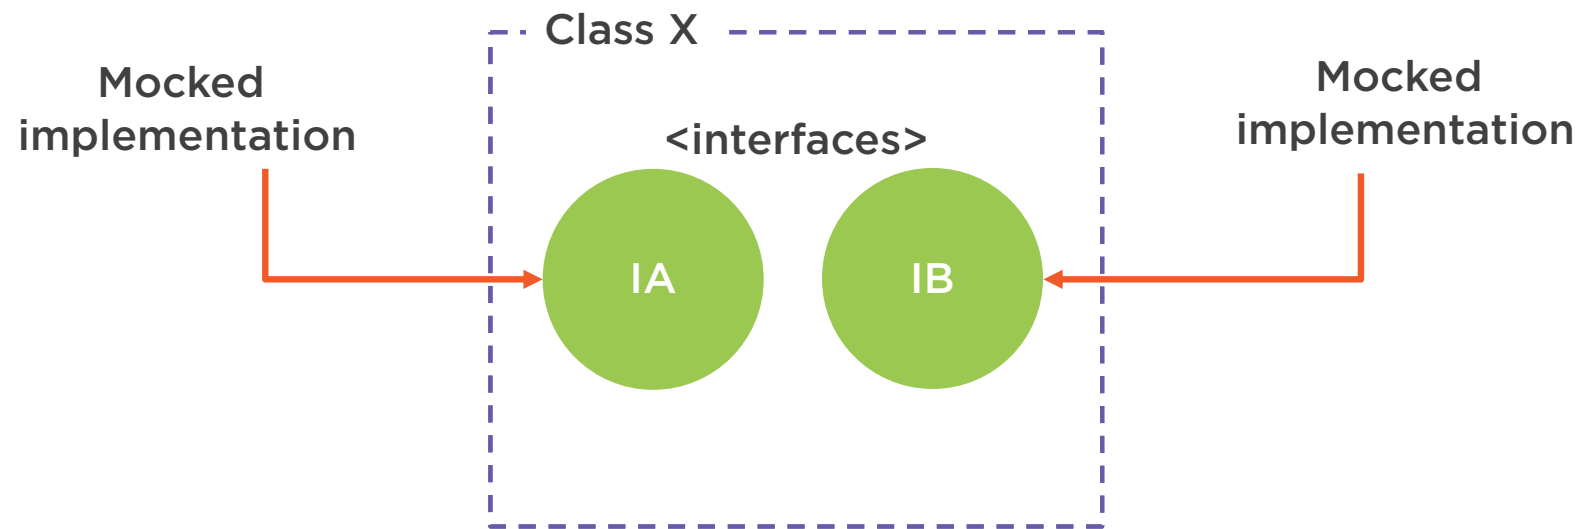 Class X
Mocked
implementation
<interfaces>
IA
IB
Mocked
implementation